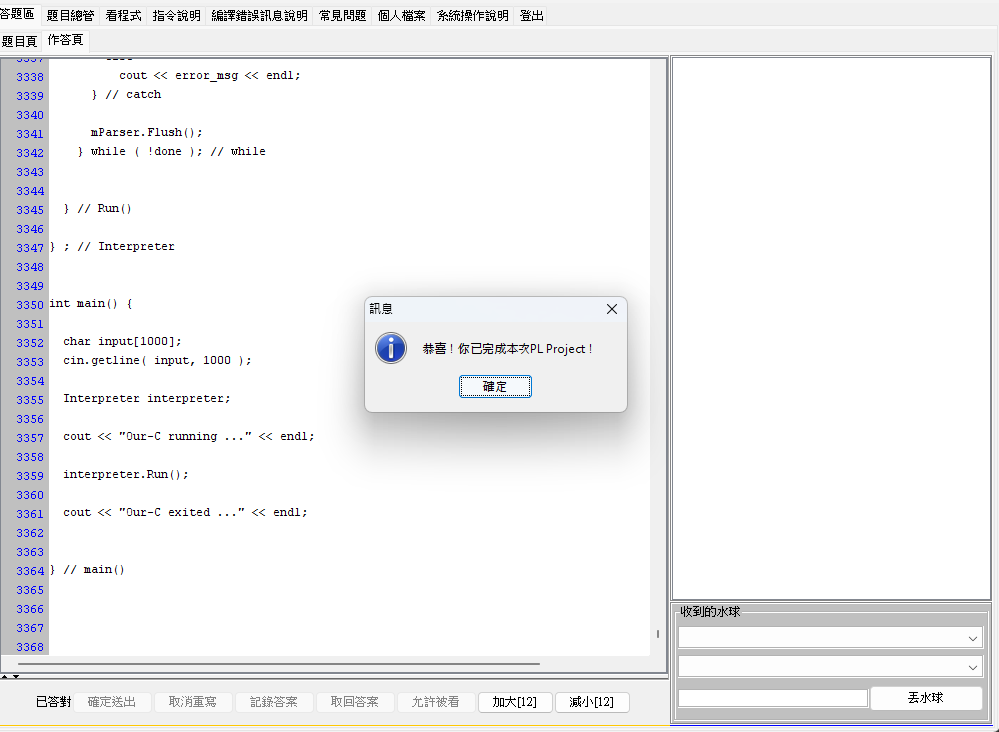 答題區 題目總管 看程式 指令說明 編譯錯誤訊息說明 常見問題 個人檔案 系統操作說明 登出
題目頁 作答頁
3337 else
3338 cout << error_msg << endl;
3339 } // catch
3340
3341 mParser.Flush();
3342 } while ( !done ); // while
3343
3344
3345 } // Run()
3346
3347 } ; // Interpreter
3348
3349
3350 int main() {
3351
3352 char input[1000];
3353 cin.getline( input, 1000 );
3354
3355 Interpreter interpreter;
3356
3357 cout << "Our-C running ..." << endl;
3358
3359 interpreter.Run();
3360
3361 cout << "Our-C exited ..." << endl;
3362
3363
3364 } // main()
3365
3366
3367
3368
訊息
恭喜！你已完成本次PL Project！
確定
收到的水球
丟水球
已答對 確定送出 取消重寫 記錄答案 取回答案 允許被看 加大[12] 減小[12]